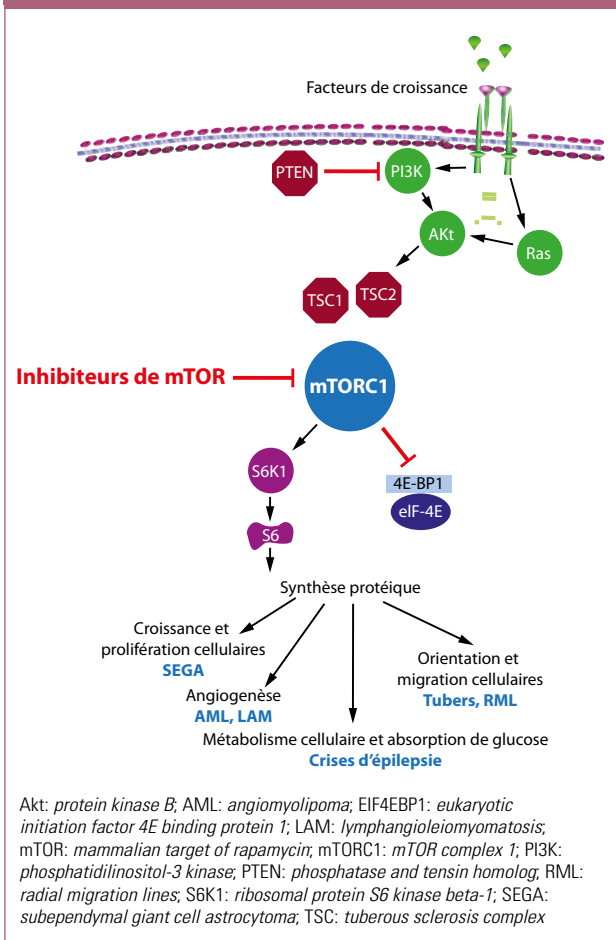 Facteurs de croissance
PTEN
PI3K
AKt
Ras
TSC1
TSC2
Inhibiteurs de mTOR
mTORC1
S6K1
4E-BP1
eIF-4E
S6
Synthèse protéique
Croissance et
prolifération cellulaires
SEGA
Angiogenèse
AML, LAM
Orientation et
migration cellulaires
Tubers, RML
Métabolisme cellulaire et absorption de glucose
Crises d'épilepsie
Akt: protein kinase B; AML: angiomyolipoma; EIF4EBP1: eukaryotic
initiation factor 4E binding protein 1; LAM: lymphangioleiomyomatosis;
mTOR: mammalian target of rapamycin; mTORC1: mTOR complex 1; PI3K:
phosphatidilinositol-3 kinase; PTEN: phosphatase and tensin homolog; RML:
radial migration lines; S6K1: ribosomal protein S6 kinase beta-1; SEGA:
subependymal giant cell astrocytoma; TSC: tuberous sclerosis complex